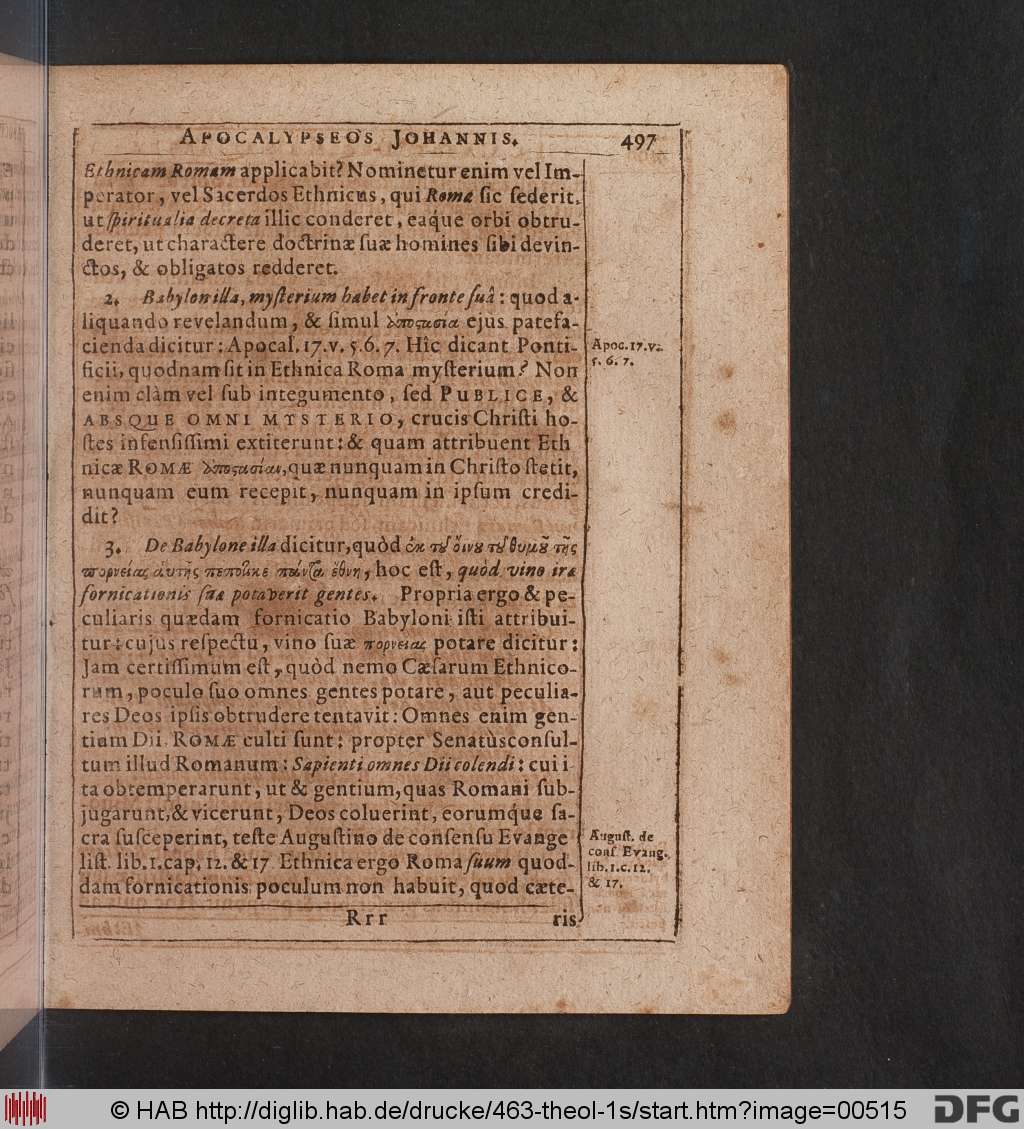 APOCALYPSEOS JOHANNIS. 497
Ethnicam Romam applicabit? Nominetur enim vel Im-
perator, vel Sacerdos Ethnicus, qui Romæ sic sederit,
ut spiritualia decreta illic conderet, eaque orbi obtru-
deret, ut charactere doctrinæ suæ homines sibi devin-
ctos, & obligatos redderet.
2. Babylon illa, mysterium habet in fronte suâ: quod a-
liquando revelandum, & simul ἀποςασία ejus patefa-
cienda dicitur: Apocal. 17. v. 5. 6. 7. Hîc dicant Ponti-
ficii, quodnam sit in Ethnica Roma mysterium? Non
enim clàm vel sub integumento, sed PUBLICE, &
ABSQUE OMNI MYSTERIO, crucis Christi ho-
stes infensissimi extiterunt: & quam attribuent Eth
nicæ ROMÆ ἀποςασίαν, quæ nunquam in Christo stetit,
nunquam eum recepit, nunquam in ipsum credi-
dit?
Apoc. 17. v.
5. 6. 7.
3. De Babylone illa dicitur, quòd ἐκ τοῦ ὄινου τοῦ θυμοῦ τῆς
πορνείας ἀυτῆς πεπότικε πάντα ἔθνη, hoc est, quòd vino iræ
fornicationis suæ potaverit gentes. Propria ergo & pe-
culiaris quædam fornicatio Babyloni isti attribui-
tur: cujus respectu, vino suæ πορνείας potare dicitur:
Jam certissimum est, quòd nemo Cæsarum Ethnico-
rum, poculo suo omnes gentes potare, aut peculia-
res Deos ipsis obtrudere tentavit: Omnes enim gen-
tium Dii ROMÆ culti sunt: propter Senatùsconsul-
tum illud Romanum: Sapienti omnes Dii colendi: cui i
ta obtemperarunt, ut & gentium, quas Romani sub-
jugarunt, & vicerunt, Deos coluerint, eorumque sa-
cra susceperint, teste Augustino de consensu Evange
list. lib. 1. cap. 12. & 17 Ethnica ergo Roma suum quod-
dam fornicationis poculum non habuit, quod cæte-
August. de
cons. Evang.
lib. 1. c. 12.
& 17.
Rrr ris
© HAB http://diglib.hab.de/drucke/463-theol-1s/start.htm?image=00515 DFG